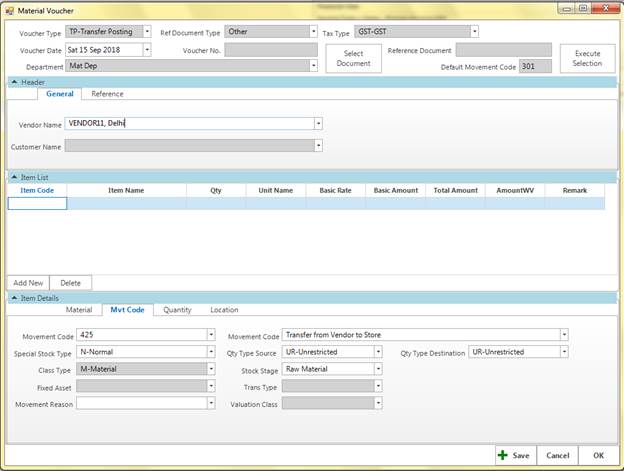 Material Voucher
Voucher Type TP-Transfer Posting Ref Document Type Other Tax Type GST-GST
Voucher Date Sat 15 Sep 2018 Voucher No. Select Document Reference Document Execute Selection
Department Mat Dep Default Movement Code 301
Header
General Reference
Vendor Name VENDOR11, Delhi
Customer Name
Item List
Item Code Item Name Qty Unit Name Basic Rate Basic Amount Total Amount AmountWV Remark
Add New Delete
Item Details
Material Mvt Code Quantity Location
Movement Code 425 Movement Code Transfer from Vendor to Store
Special Stock Type N-Normal Qty Type Source UR-Unrestricted Qty Type Destination UR-Unrestricted
Class Type M-Material Stock Stage Raw Material
Fixed Asset Trans Type
Movement Reason Valuation Class
Save Cancel OK